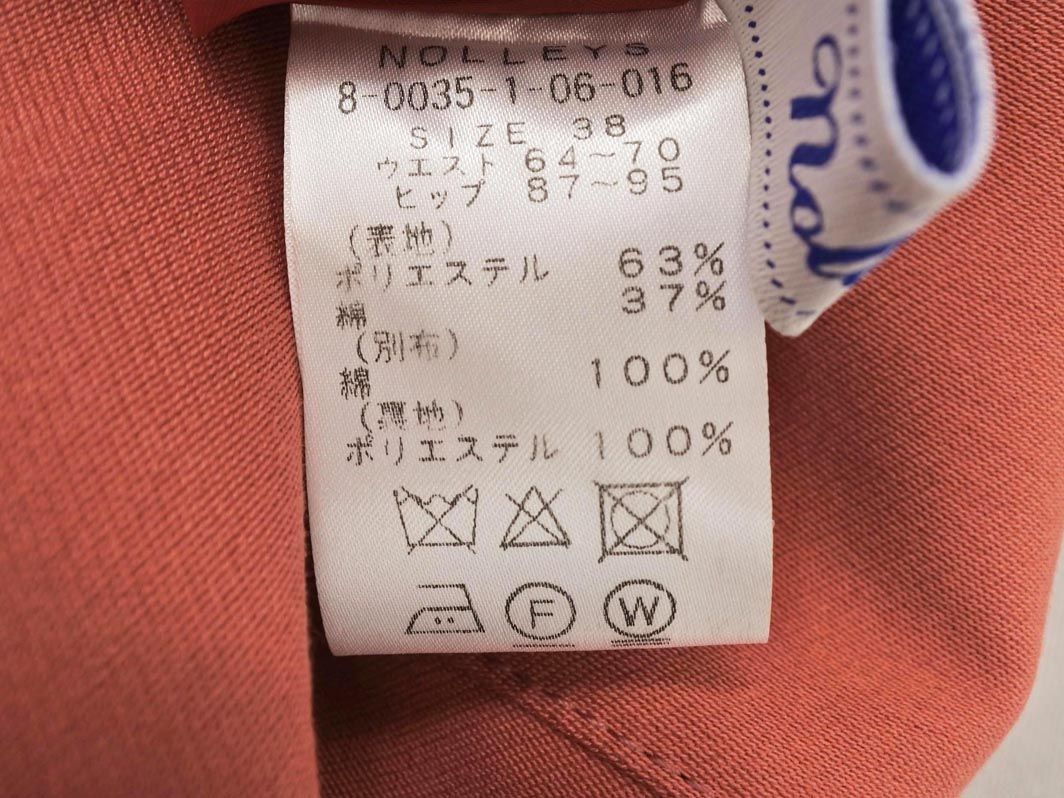 NOLLEYS
8-0035-1-06-016
SIZE 38
ウエスト 64~70
ヒップ 87~95
(表地)
ポリエステル 63%
綿 37%
(別布)
綿 100%
(裏地)
ポリエステル 100%
F W
noll